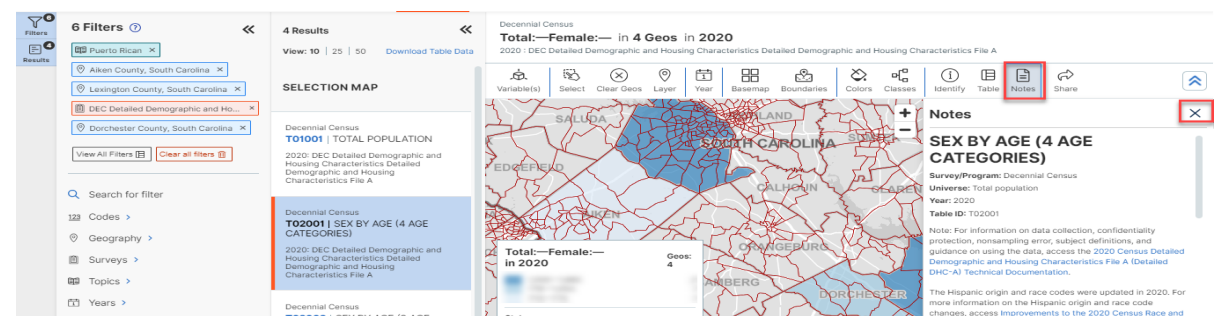 6
Filters
4
Results
6 Filters
Puerto Rican ×
Aiken County, South Carolina ×
Lexington County, South Carolina ×
DEC Detailed Demographic and Ho... ×
Dorchester County, South Carolina ×
View All Filters
Clear all filters
Search for filter
123 Codes >
Geography >
Surveys >
Topics >
Years >
4 Results
View: 10 | 25 | 50 Download Table Data
SELECTION MAP
Decennial Census
T01001 | TOTAL POPULATION
2020: DEC Detailed Demographic and
Housing Characteristics Detailed
Demographic and Housing
Characteristics File A
Decennial Census
T02001 | SEX BY AGE (4 AGE
CATEGORIES)
2020: DEC Detailed Demographic and
Housing Characteristics Detailed
Demographic and Housing
Characteristics File A
Decennial Census
Decennial Census
Total:—Female:— in 4 Geos in 2020
2020 : DEC Detailed Demographic and Housing Characteristics Detailed Demographic and Housing Characteristics File A
Variable(s)
Select
Clear Geos
Layer
Year
Basemap
Boundaries
Colors
Classes
Identify
Table
Notes
Share
SALUDA
SOUTH CAROLINA
EDGEFIELD
CALHOUN
AIKEN
ORANGEBURG
DORCHESTER
+
−
Total:—Female:—
in 2020
Geos:
4
Notes
SEX BY AGE (4 AGE
CATEGORIES)
Survey/Program: Decennial Census
Universe: Total population
Year: 2020
Table ID: T02001
Note: For information on data collection, confidentiality
protection, nonsampling error, subject definitions, and
guidance on using the data, access the 2020 Census Detailed
Demographic and Housing Characteristics File A (Detailed
DHC-A) Technical Documentation.
The Hispanic origin and race codes were updated in 2020. For
more information on the Hispanic origin and race code
changes, access Improvements to the 2020 Census Race and